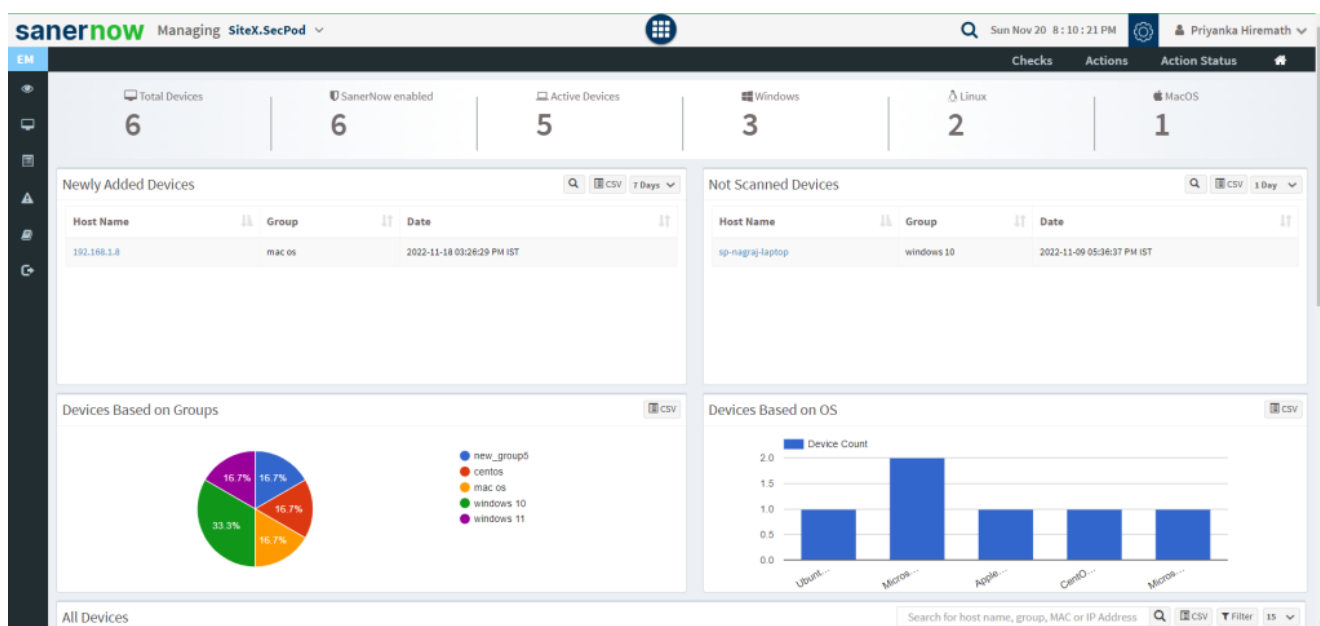 sanernow Managing SiteX.SecPod Sun Nov 20 8:10:21 PM Priyanka Hiremath
EM Checks Actions Action Status
Total Devices SanerNow enabled Active Devices Windows Linux MacOS
6 6 5 3 2 1
Newly Added Devices CSV 7 Days
Host Name Group Date
192.168.1.8 mac os 2022-11-18 03:26:29 PM IST
Not Scanned Devices CSV 1 Day
Host Name Group Date
sp-nagraj-laptop windows 10 2022-11-09 05:36:37 PM IST
Devices Based on Groups CSV
16.7% 16.7%
16.7%
33.3%
16.7%
new_group5
centos
mac os
windows 10
windows 11
Devices Based on OS CSV
Device Count
2.0
1.5
1.0
0.5
0.0
Ubunt... Micros... Apple... CentO... Micros...
All Devices Search for host name, group, MAC or IP Address CSV Filter 15